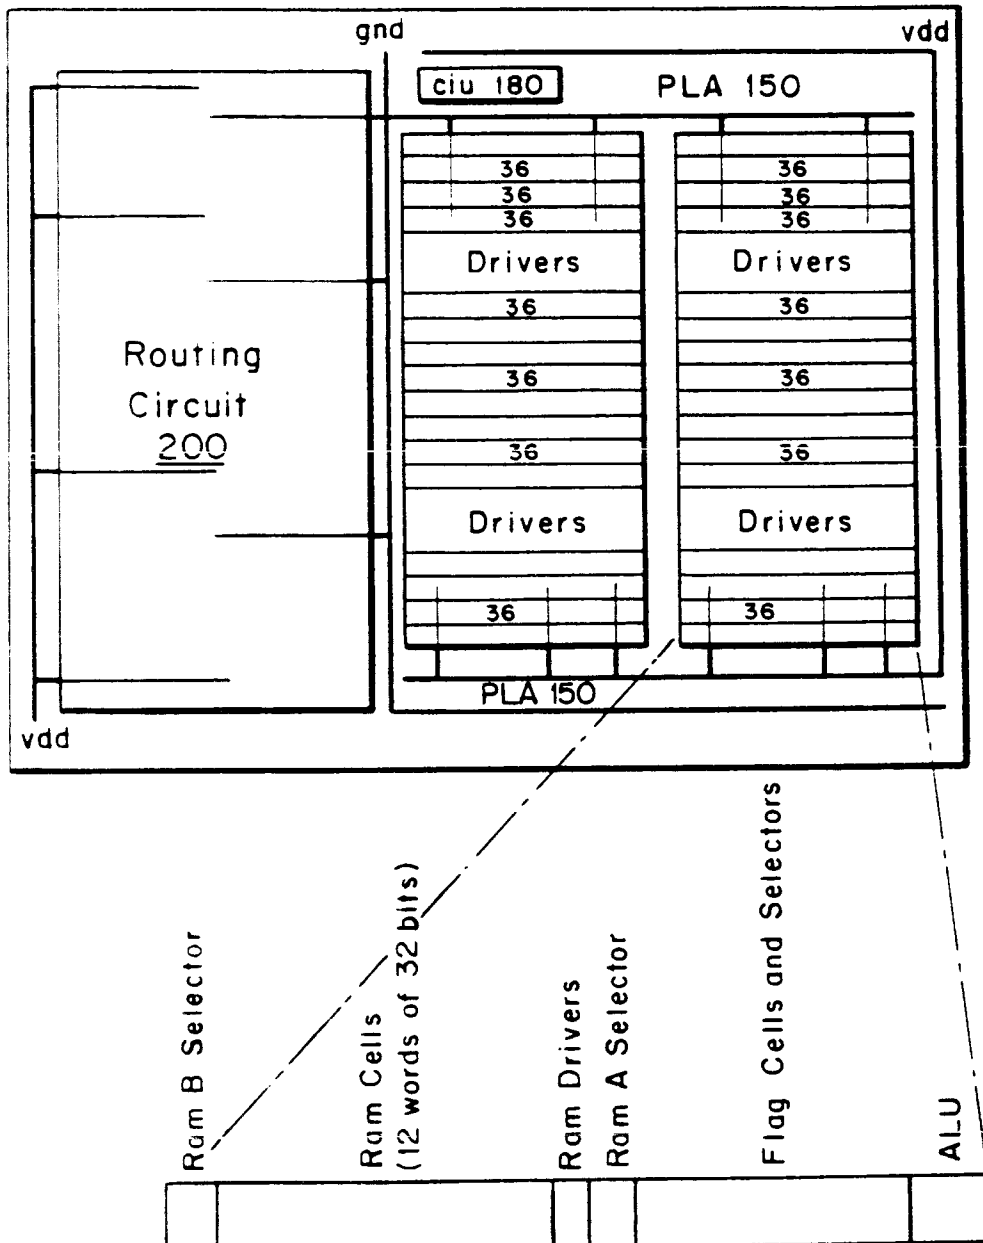 gnd
vdd
ciu 180
PLA 150
36
36
36
36
36
36
Drivers
Drivers
36
36
Routing
Circuit
200
36
36
36
36
Drivers
Drivers
36
36
PLA 150
vdd
Ram B Selector
Ram Cells
(12 words of 32 bits)
Ram Drivers
Ram A Selector
Flag Cells and Selectors
ALU